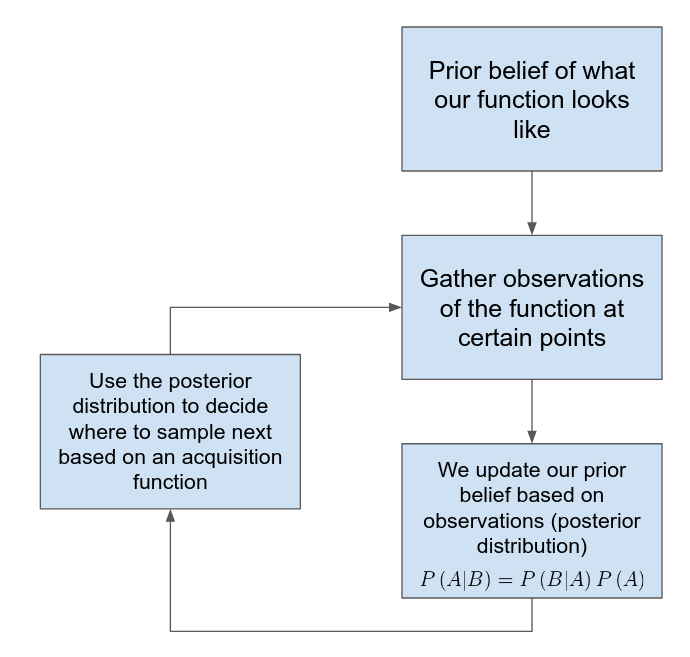 Prior belief of what
our function looks
like
Gather observations
of the function at
certain points
Use the posterior
distribution to decide
where to sample next
based on an acquisition
function
We update our prior
belief based on
observations (posterior
distribution)
P (A|B) = P (B|A) P (A)